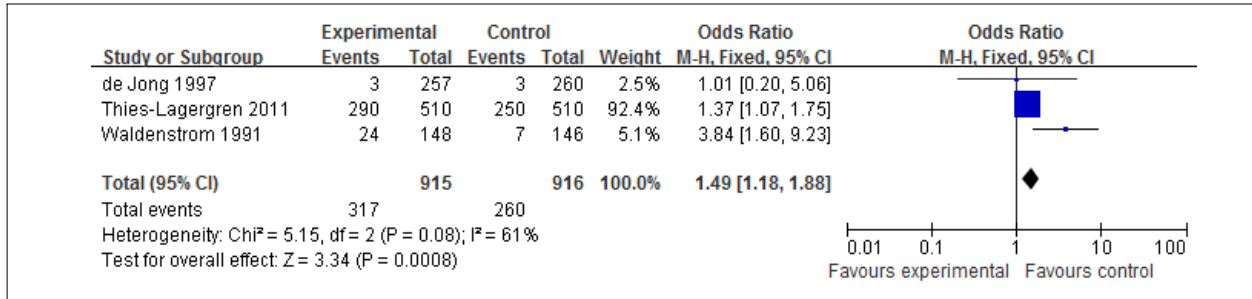 Experimental Control Odds Ratio Odds Ratio
Study or Subgroup Events Total Events Total Weight M-H, Fixed, 95% CI M-H, Fixed, 95% CI
de Jong 1997 3 257 3 260 2.5% 1.01 [0.20, 5.06]
Thies-Lagergren 2011 290 510 250 510 92.4% 1.37 [1.07, 1.75]
Waldenstrom 1991 24 148 7 146 5.1% 3.84 [1.60, 9.23]
Total (95% CI) 915 916 100.0% 1.49 [1.18, 1.88]
Total events 317 260
Heterogeneity: Chi² = 5.15, df = 2 (P = 0.08); I² = 61%
Test for overall effect: Z = 3.34 (P = 0.0008)
0.01 0.1 1 10 100
Favours experimental Favours control